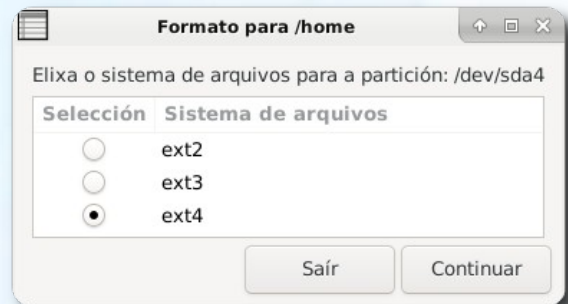 Formato para /home
Elixa o sistema de arquivos para a partición: /dev/sda4
Selección Sistema de arquivos
ext2
ext3
ext4
Saír Continuar